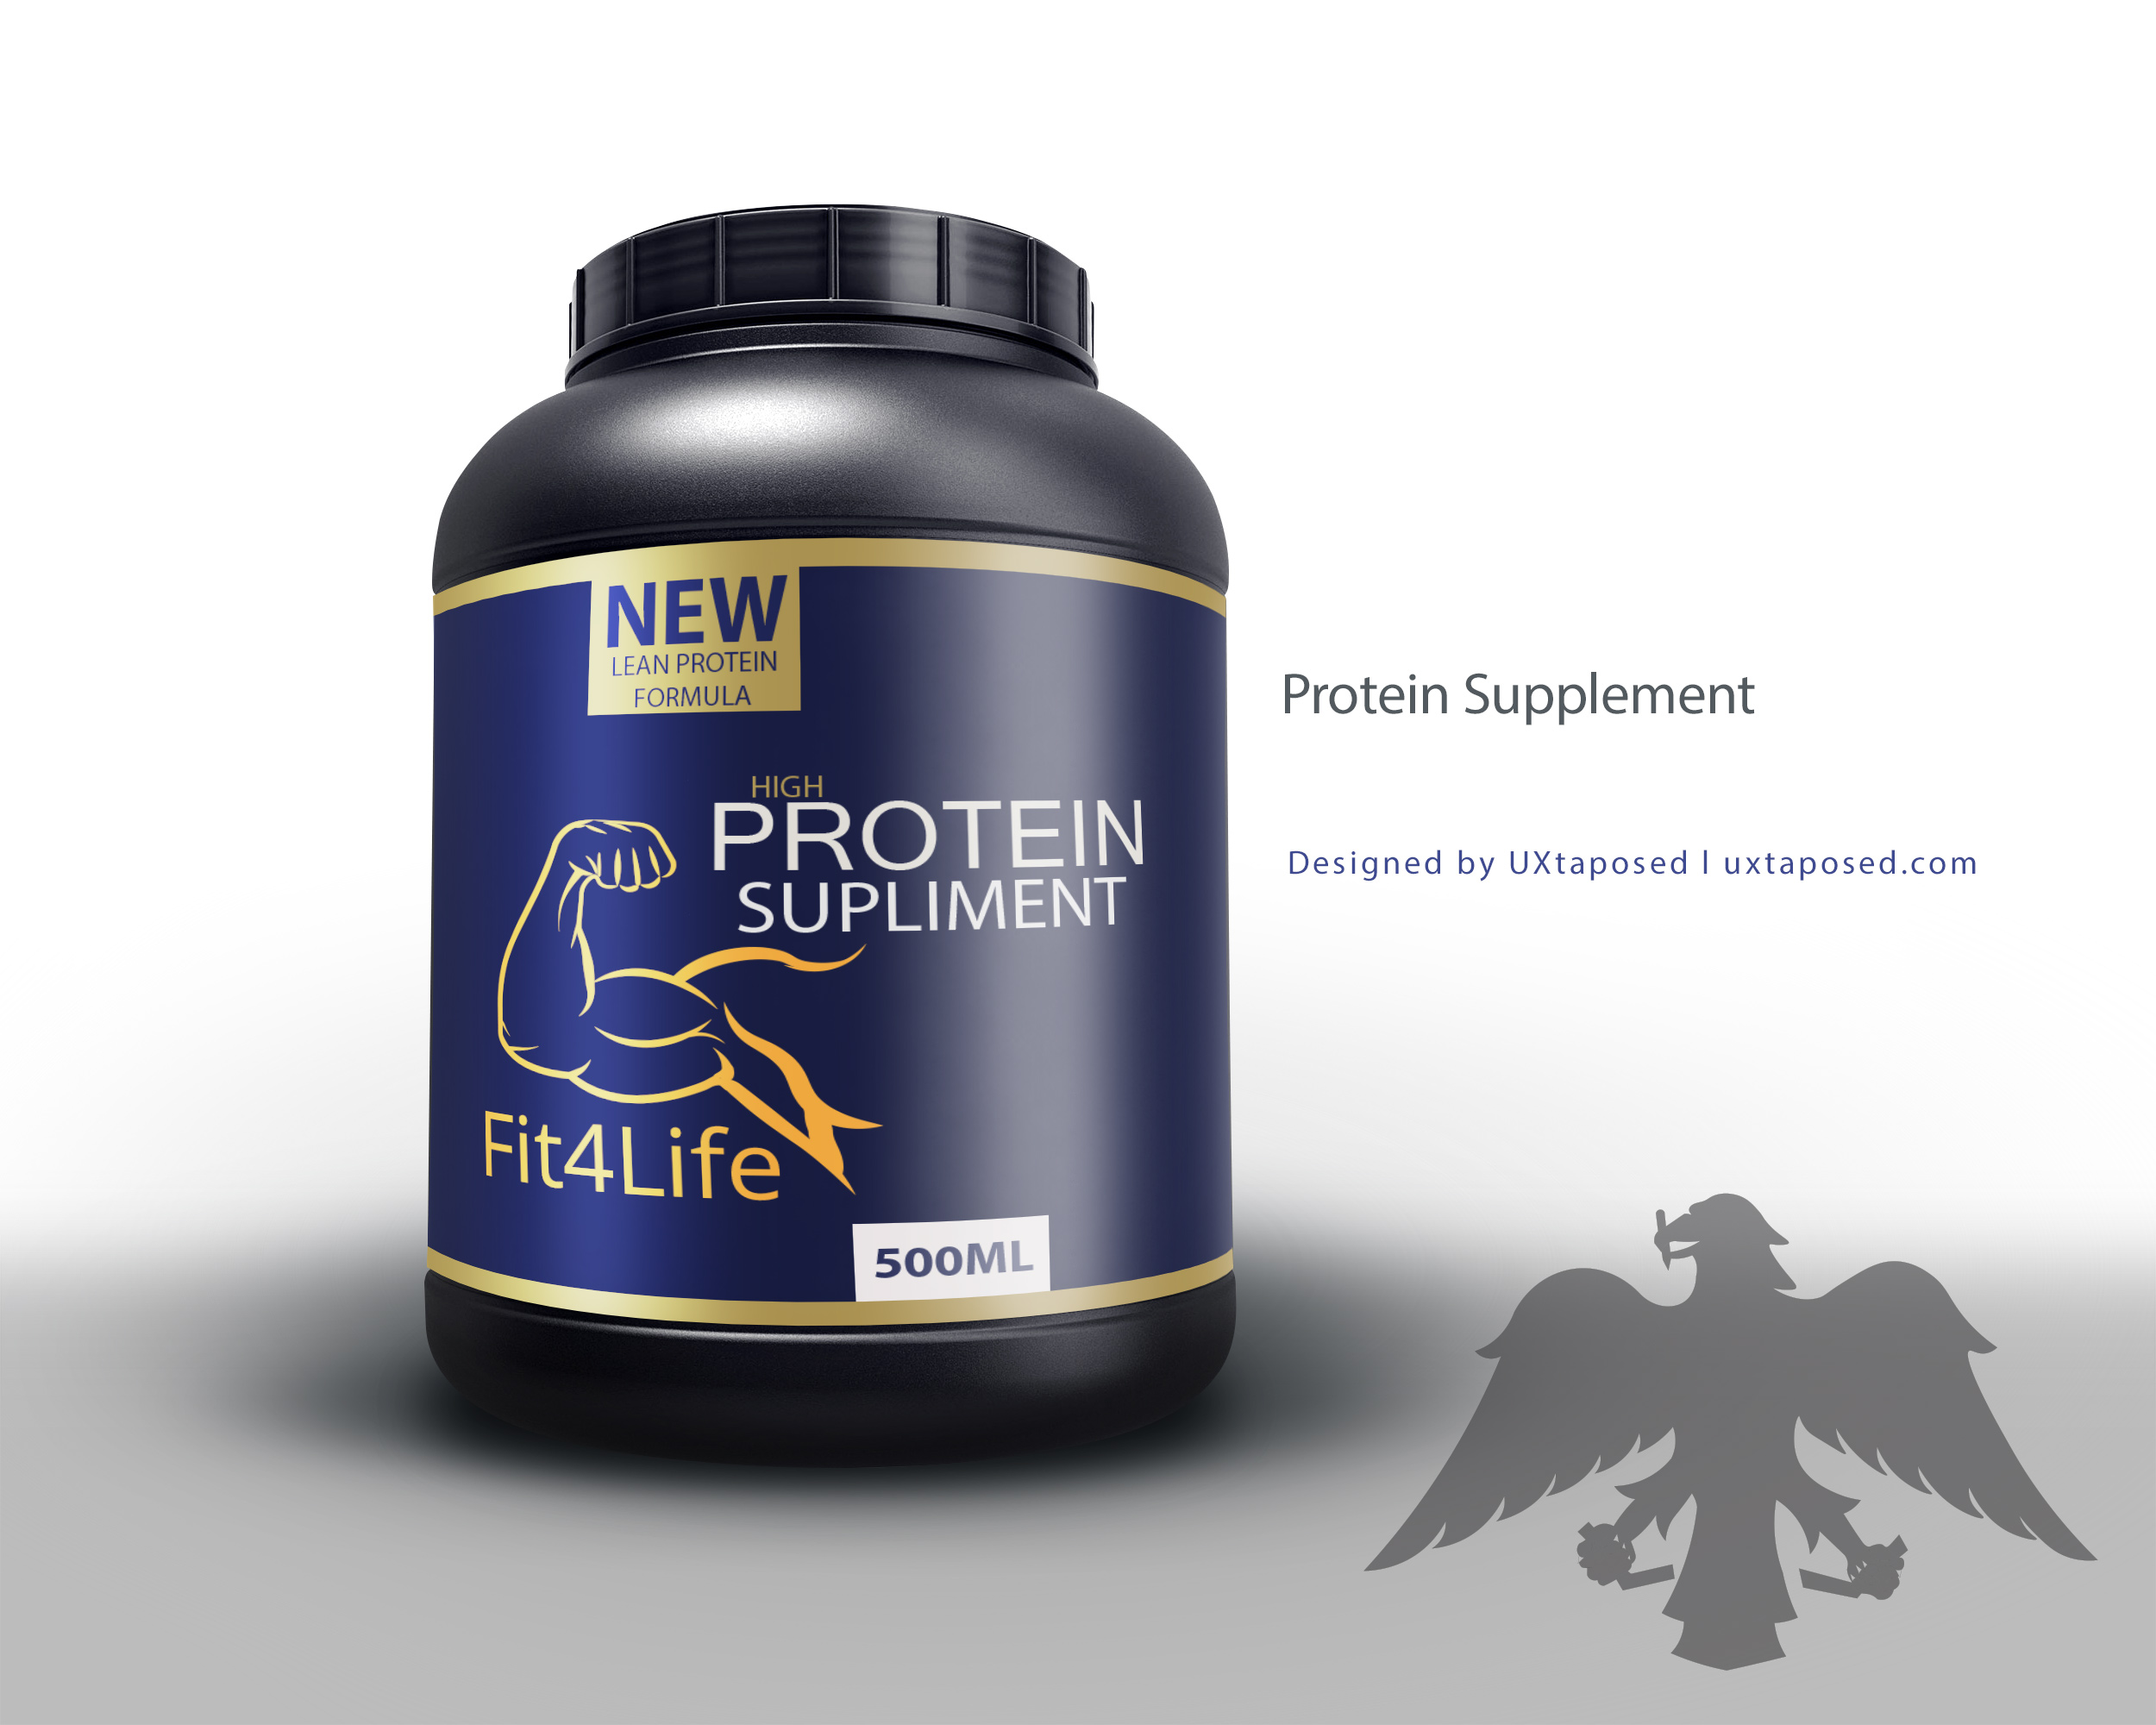 NEW
LEAN PROTEIN
FORMULA
HIGH
PROTEIN
SUPLIMENT
Fit4Life
500ML
Protein Supplement
Designed by UXtaposed l uxtaposed.com